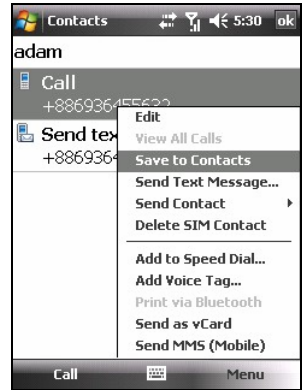 Contacts 5:30 ok
adam
Call
+886936455632
Edit
Send tex
View All Calls
+8869364
Save to Contacts
Send Text Message...
Send Contact
Delete SIM Contact
Add to Speed Dial...
Add Voice Tag...
Print via Bluetooth
Send as vCard
Send MMS (Mobile)
Call Menu